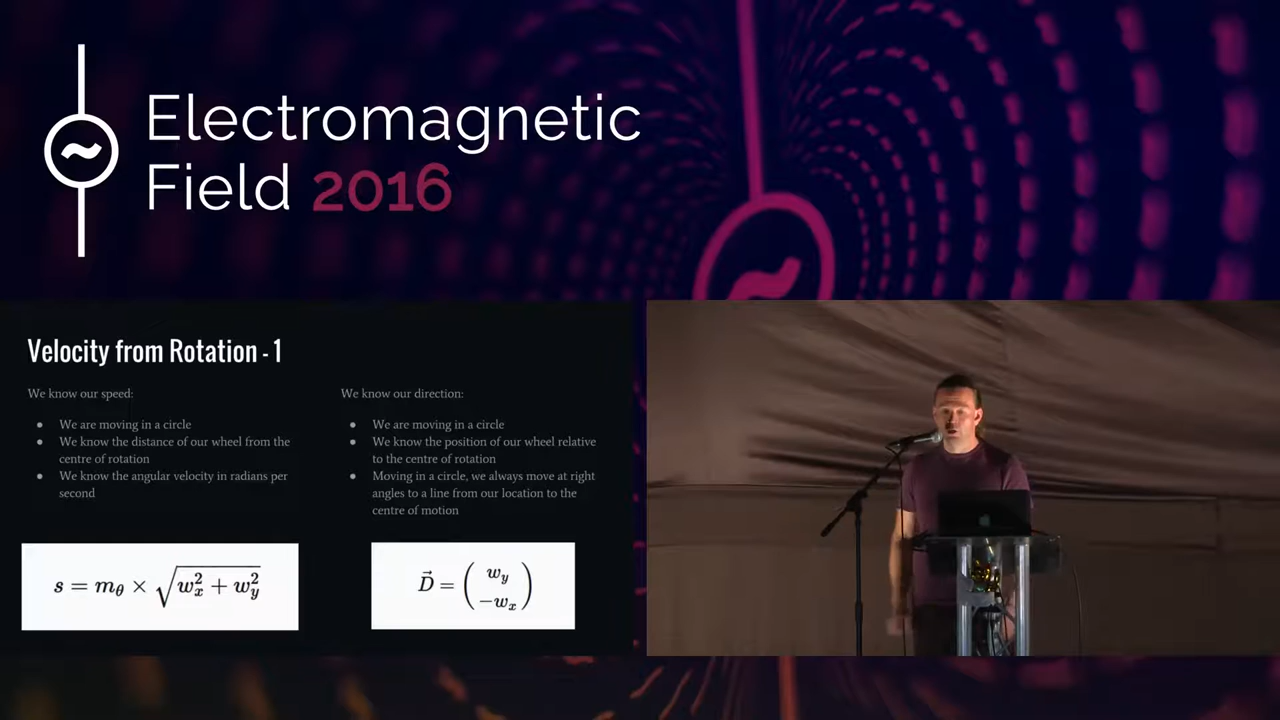 Electromagnetic
Field 2016
Velocity from Rotation - 1
We know our speed:
● We are moving in a circle
● We know the distance of our wheel from the
centre of rotation
● We know the angular velocity in radians per
second
s = m_θ × √(w_x^2 + w_y^2)
We know our direction:
● We are moving in a circle
● We know the position of our wheel relative
to the centre of rotation
● Moving in a circle, we always move at right
angles to a line from our location to the
centre of motion
D⃗ = ( w_y
-w_x )